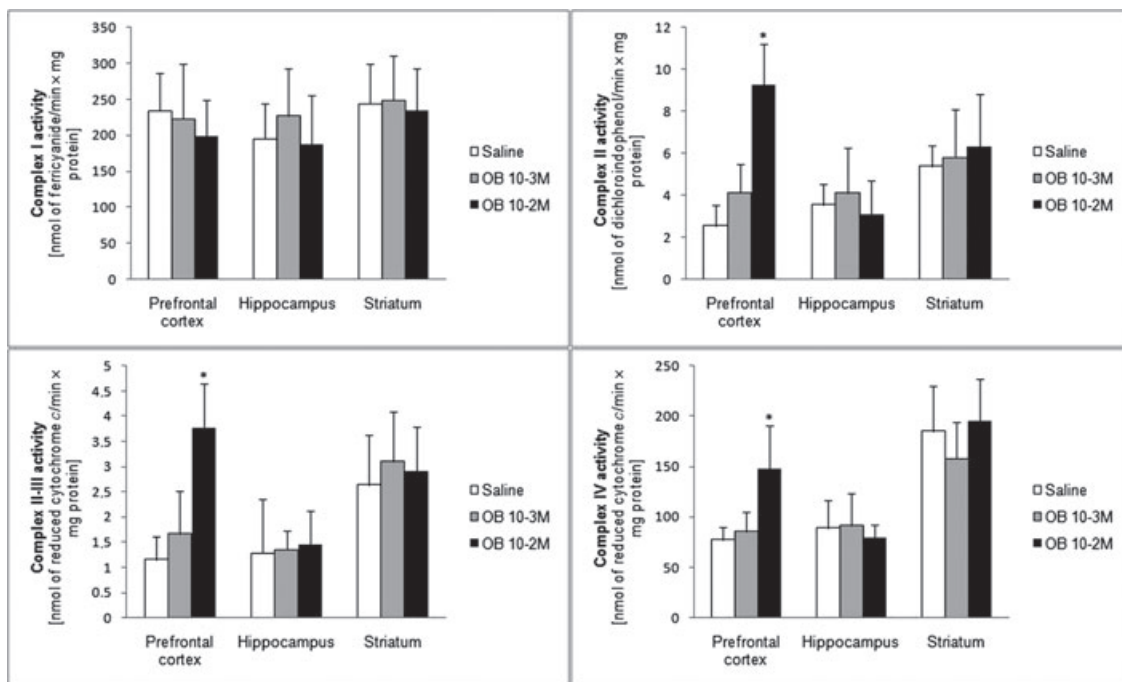 Complex I activity
[nmol of fericyanide/min × mg
protein]
350
300
250
200
150
100
50
0
Prefrontal
cortex
Hippocampus
Striatum
Saline
OB 10-3M
OB 10-2M
Complex II activity
[nmol of dichloroindophenol/min × mg
protein]
12
10
8
6
4
2
0
*
Prefrontal
cortex
Hippocampus
Striatum
Saline
OB 10-3M
OB 10-2M
Complex II-III activity
[nmol of reduced cytochrome c/min ×
mg protein]
5
4.5
4
3.5
3
2.5
2
1.5
1
0.5
0
*
Prefrontal
cortex
Hippocampus
Striatum
Saline
OB 10-3M
OB 10-2M
Complex IV activity
[nmol of reduced cytochrome c/min ×
mg protein]
250
200
150
100
50
0
*
Prefrontal
cortex
Hippocampus
Striatum
Saline
OB 10-3M
OB 10-2M